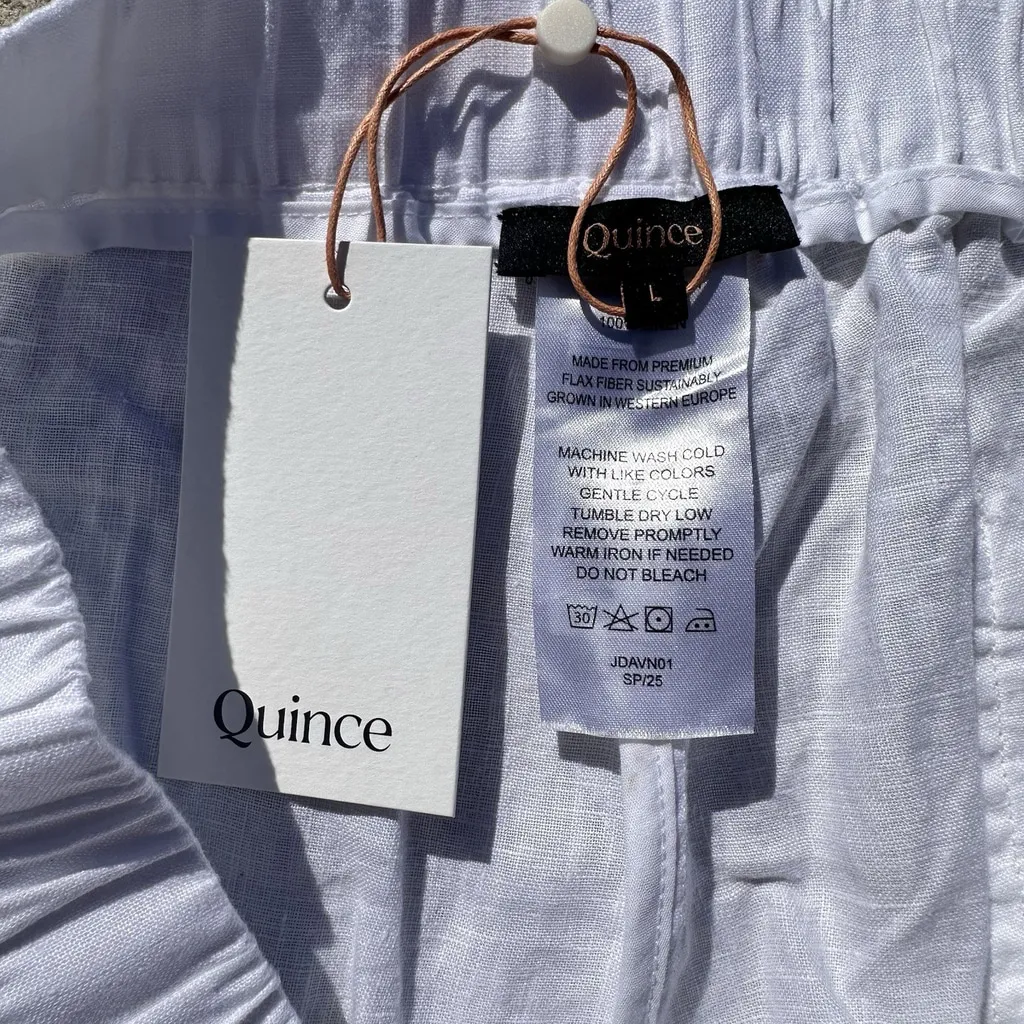 Quince
L
MADE FROM PREMIUM
FLAX FIBER SUSTAINABLY
GROWN IN WESTERN EUROPE
MACHINE WASH COLD
WITH LIKE COLORS
GENTLE CYCLE
TUMBLE DRY LOW
REMOVE PROMPTLY
WARM IRON IF NEEDED
DO NOT BLEACH
30
JDAVN01
SP/25
Quince